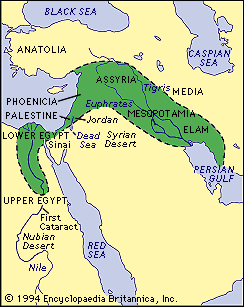 BLACK SEA
ANATOLIA
CASPIAN
SEA
ASSYRIA
Tigris
MEDIA
PHOENICIA
Euphrates
MESOPOTAMIA
PALESTINE
Jordan
ELAM
LOWER EGYPT
Dead
Sea
Syrian
Desert
Sinai
PERSIAN
GULF
UPPER EGYPT
First
Cataract
Nubian
Desert
RED
SEA
Nile
© 1994 Encyclopaedia Britannica, Inc.